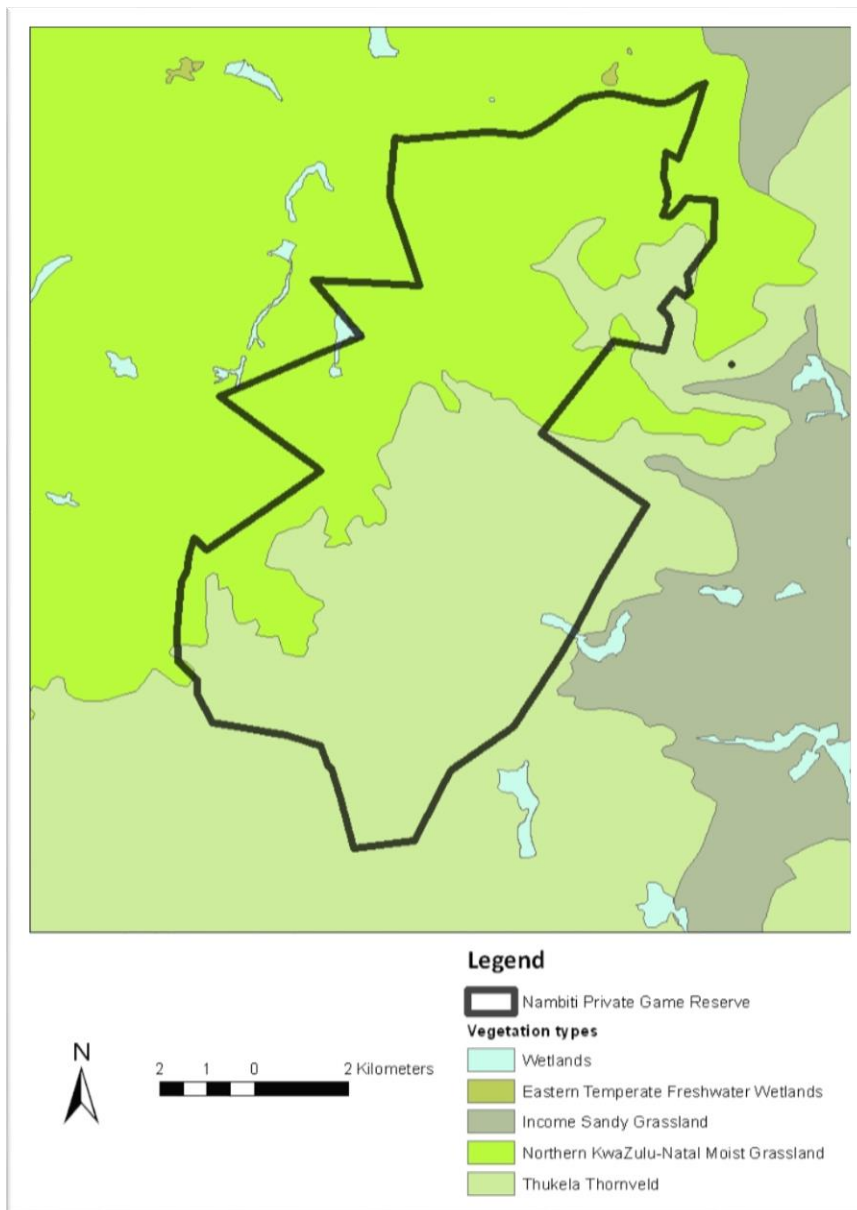 Legend
Nambiti Private Game Reserve
Vegetation types
Wetlands
Eastern Temperate Freshwater Wetlands
Income Sandy Grassland
Northern KwaZulu-Natal Moist Grassland
Thukela Thornveld
N
2 1 0 2 Kilometers